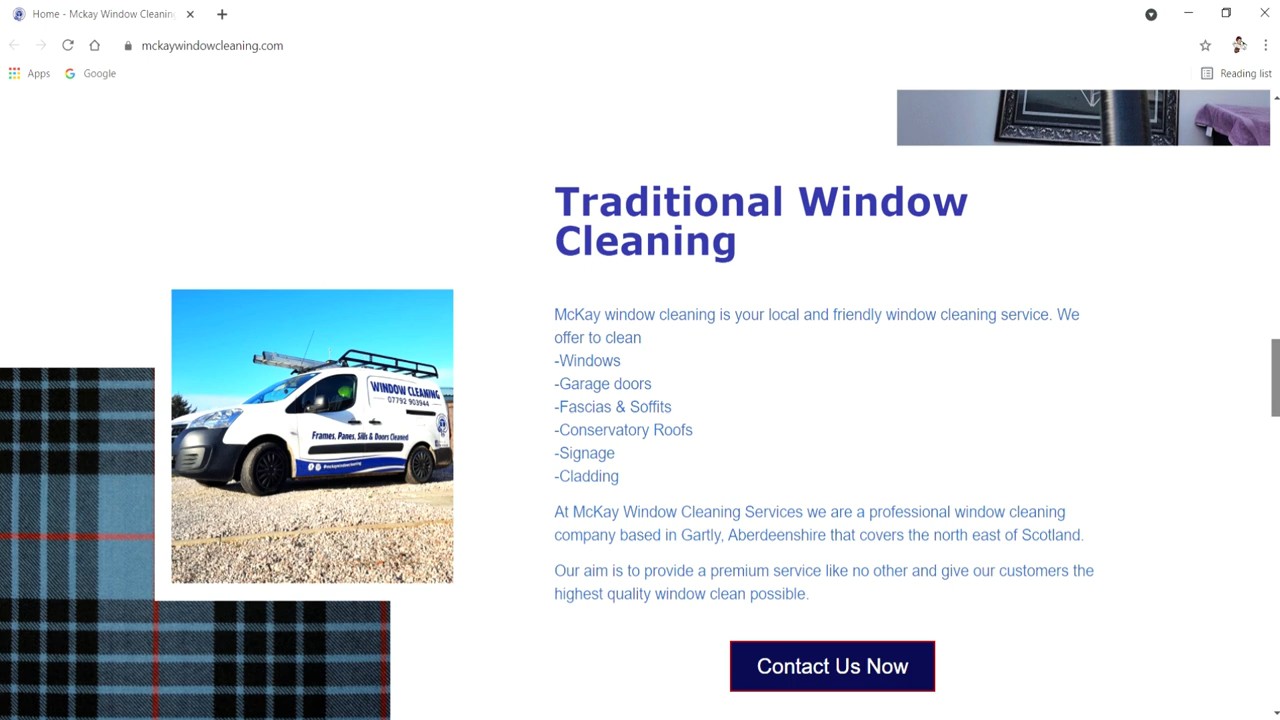 Home - Mckay Window Cleanin
mckaywindowcleaning.com
Apps
Google
Reading list
Traditional Window
Cleaning
McKay window cleaning is your local and friendly window cleaning service. We
offer to clean
-Windows
-Garage doors
-Fascias & Soffits
-Conservatory Roofs
-Signage
-Cladding
WINDOW CLEANING
07792 903944
Frames, Panes, Sills & Doors Cleaned
At McKay Window Cleaning Services we are a professional window cleaning
company based in Gartly, Aberdeenshire that covers the north east of Scotland.
Our aim is to provide a premium service like no other and give our customers the
highest quality window clean possible.
Contact Us Now